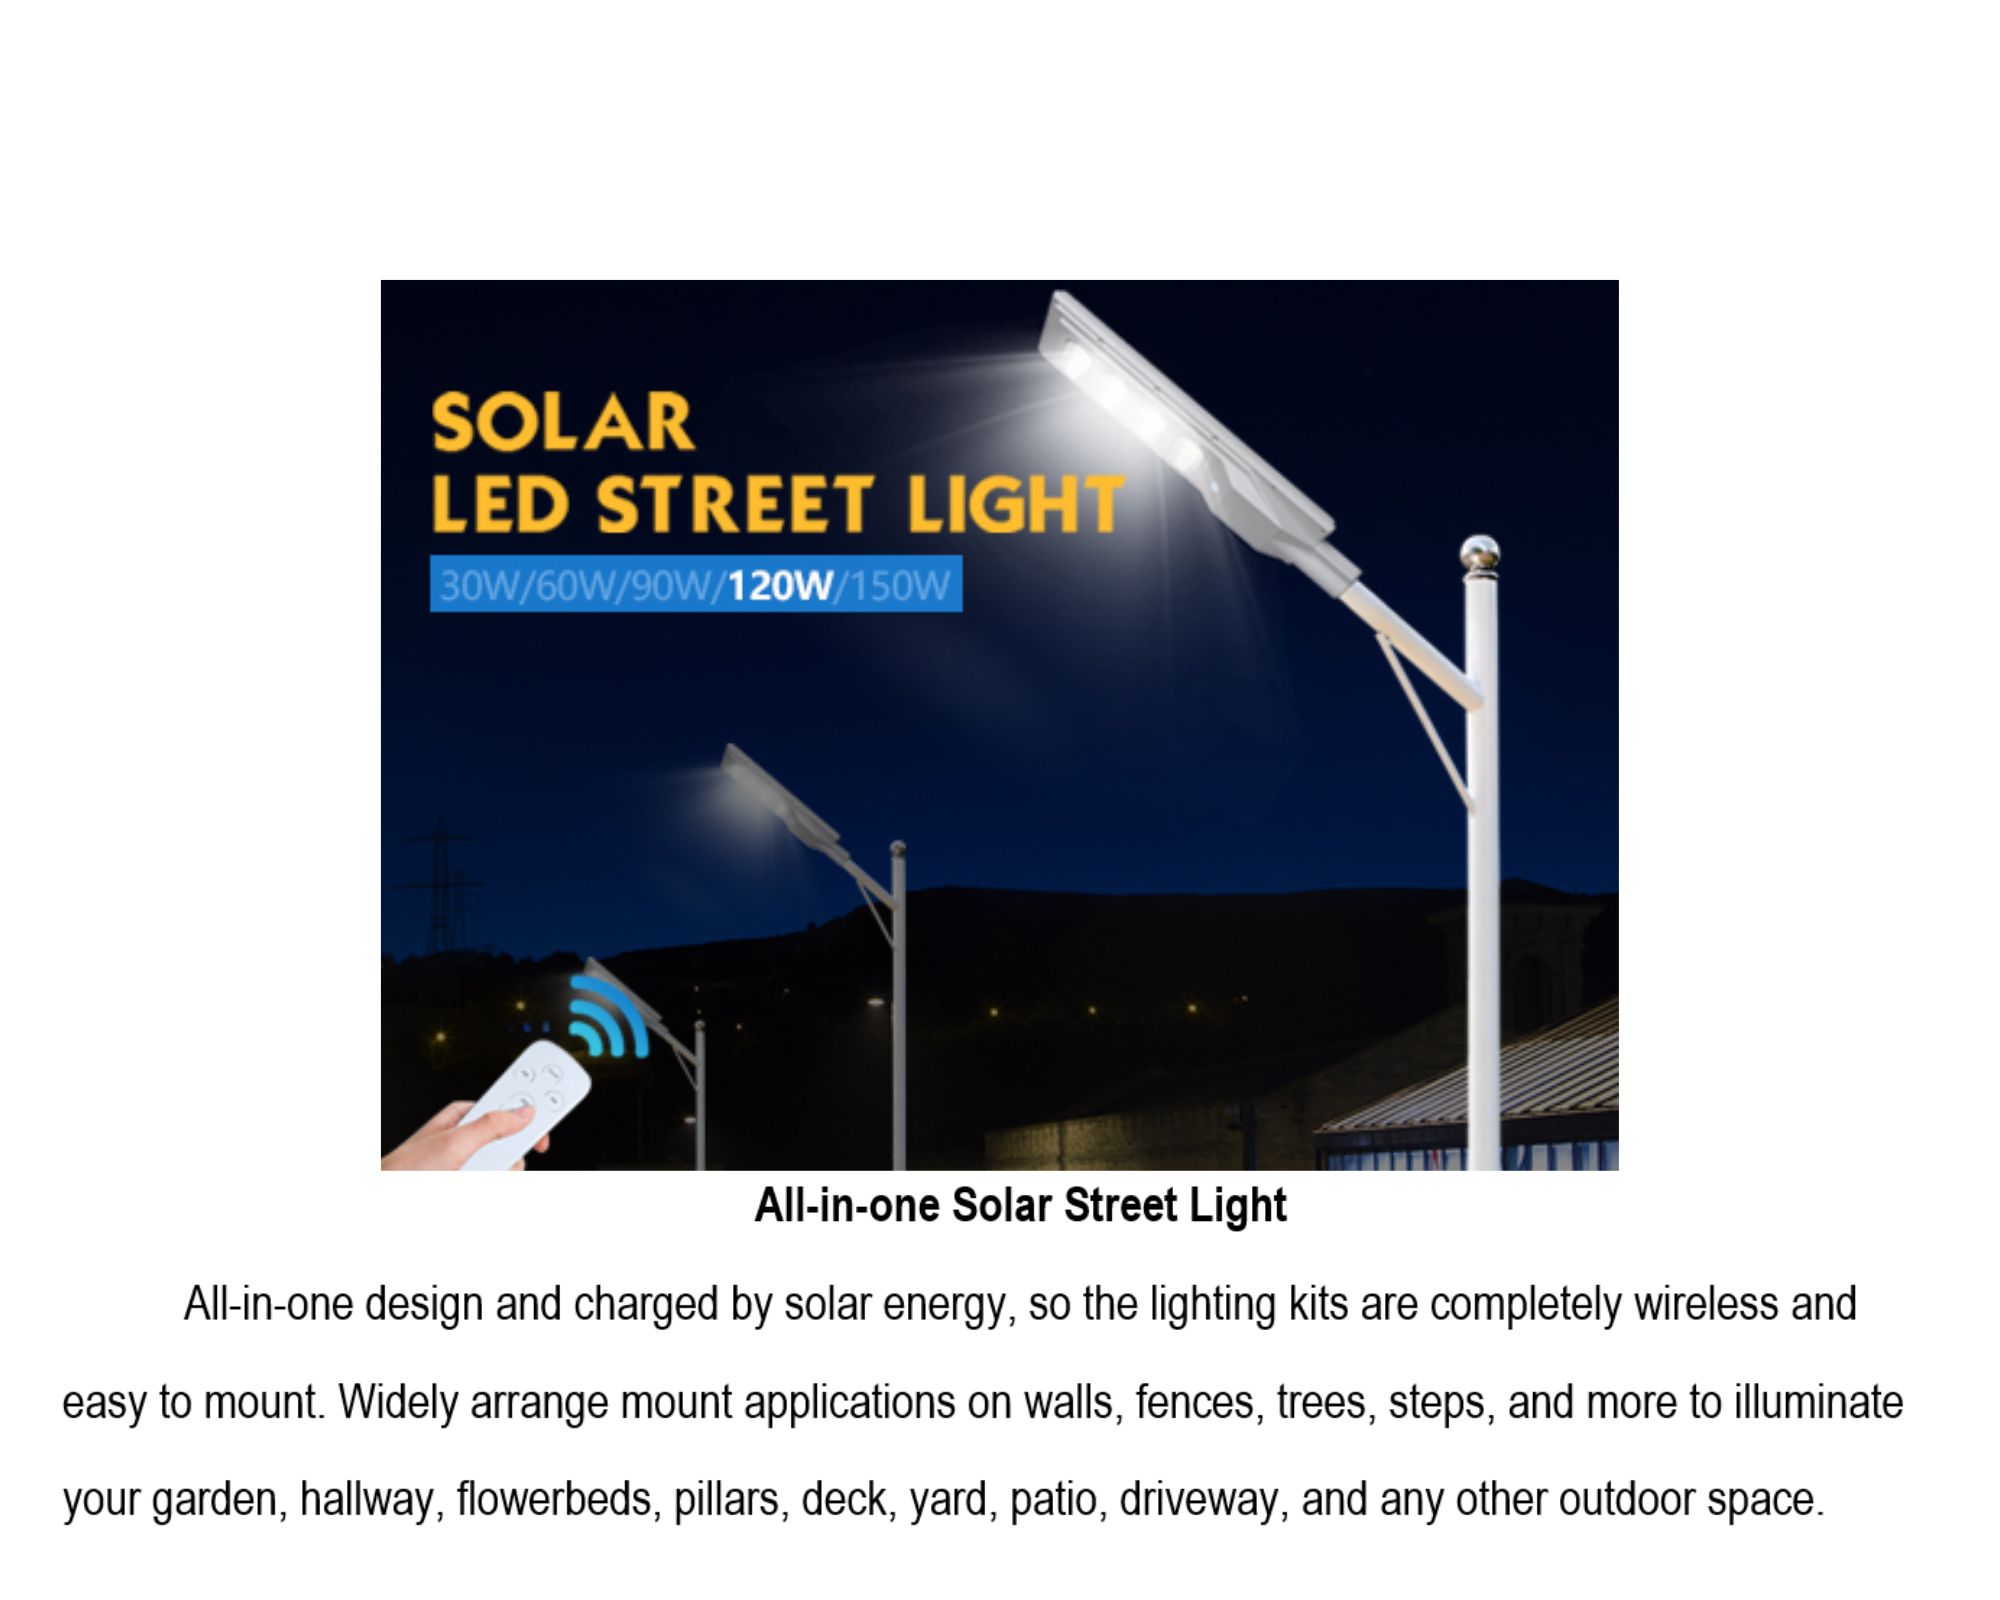 SOLAR
LED STREET LIGHT
30W/60W/90W/120W/150W
All-in-one Solar Street Light
All-in-one design and charged by solar energy, so the lighting kits are completely wireless and
easy to mount. Widely arrange mount applications on walls, fences, trees, steps, and more to illuminate
your garden, hallway, flowerbeds, pillars, deck, yard, patio, driveway, and any other outdoor space.